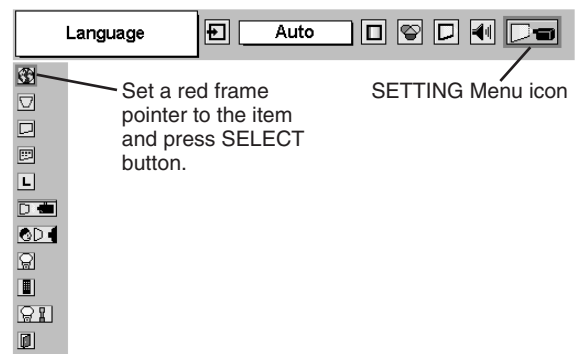 Language
Auto
Set a red frame
pointer to the item
and press SELECT
button.
SETTING Menu icon
L